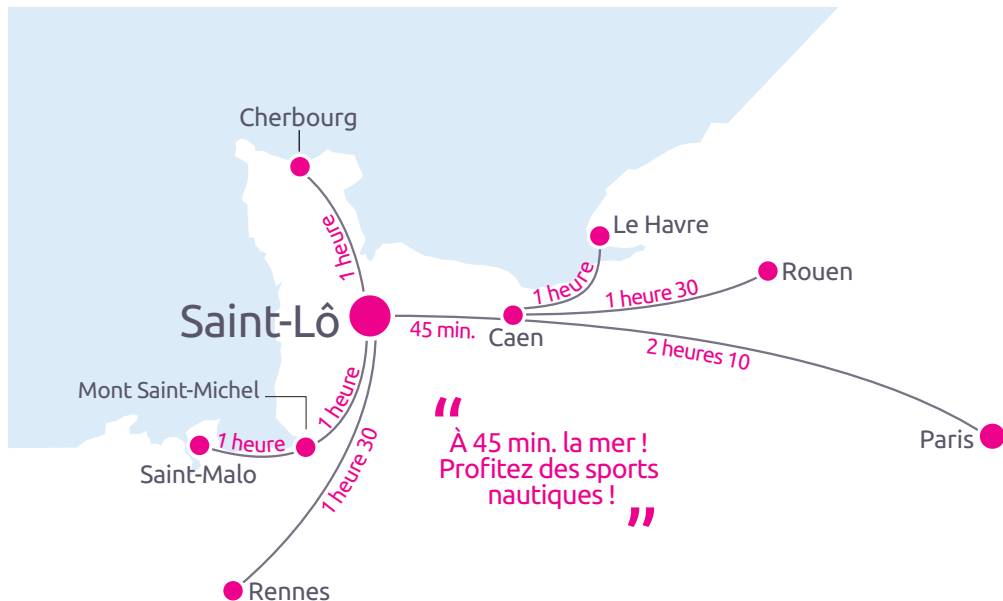 Cherbourg
1 heure
Le Havre
1 heure
Rouen
1 heure 30
Saint-Lô
45 min.
Caen
2 heures 10
Mont Saint-Michel
1 heure
1 heure
Saint-Malo
1 heure 30
Paris
Rennes
“
À 45 min. la mer !
Profitez des sports
nautiques !
”